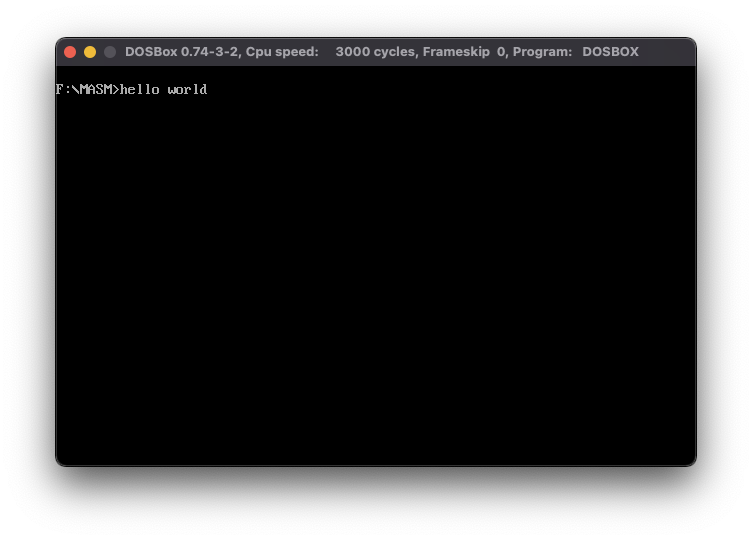 DOSBox 0.74-3-2, Cpu speed: 3000 cycles, Frameskip 0, Program: DOSBOX
F:\MASM>hello world